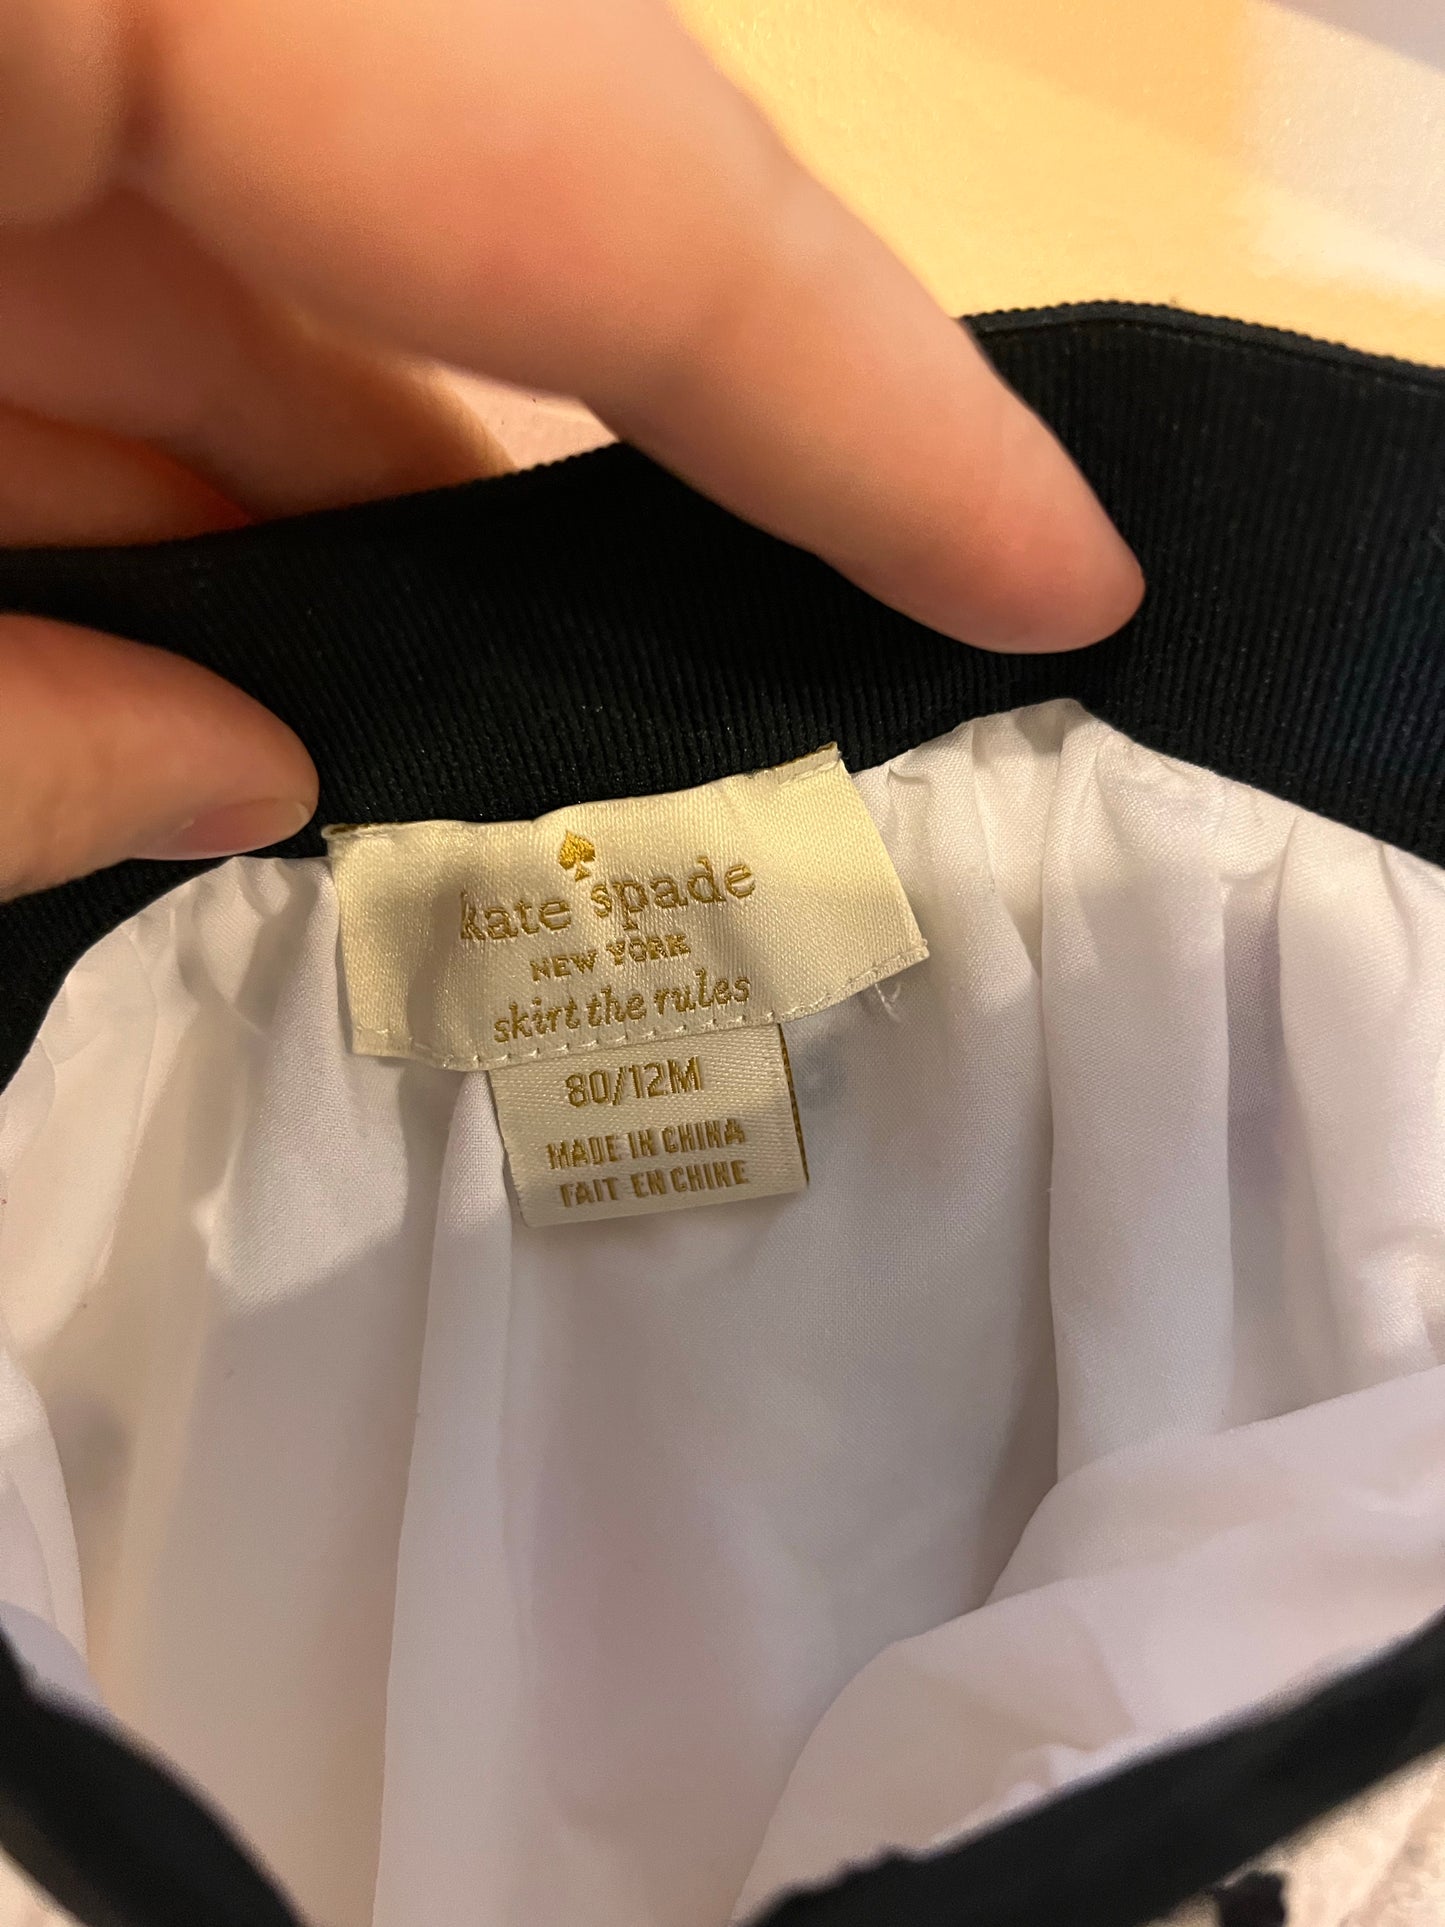 kate spade
NEW YORK
skirt the rules
80/12M
MADE IN CHINA
FAIT EN CHINE